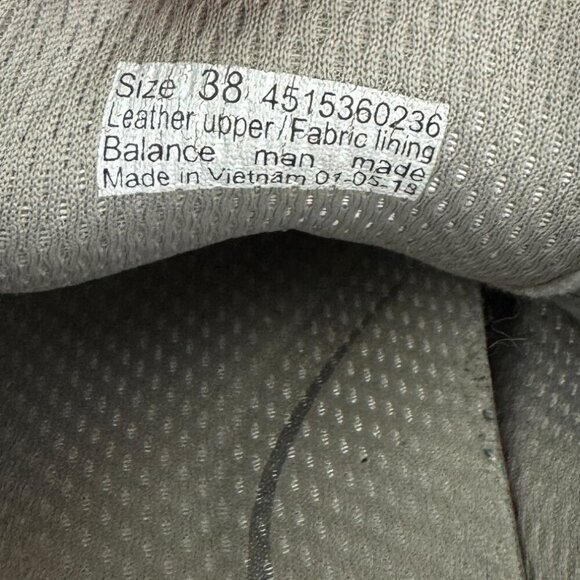 Size 38 4515360236
Leather upper/Fabric lining
Balance man made
Made in Vietnam 01-05-18